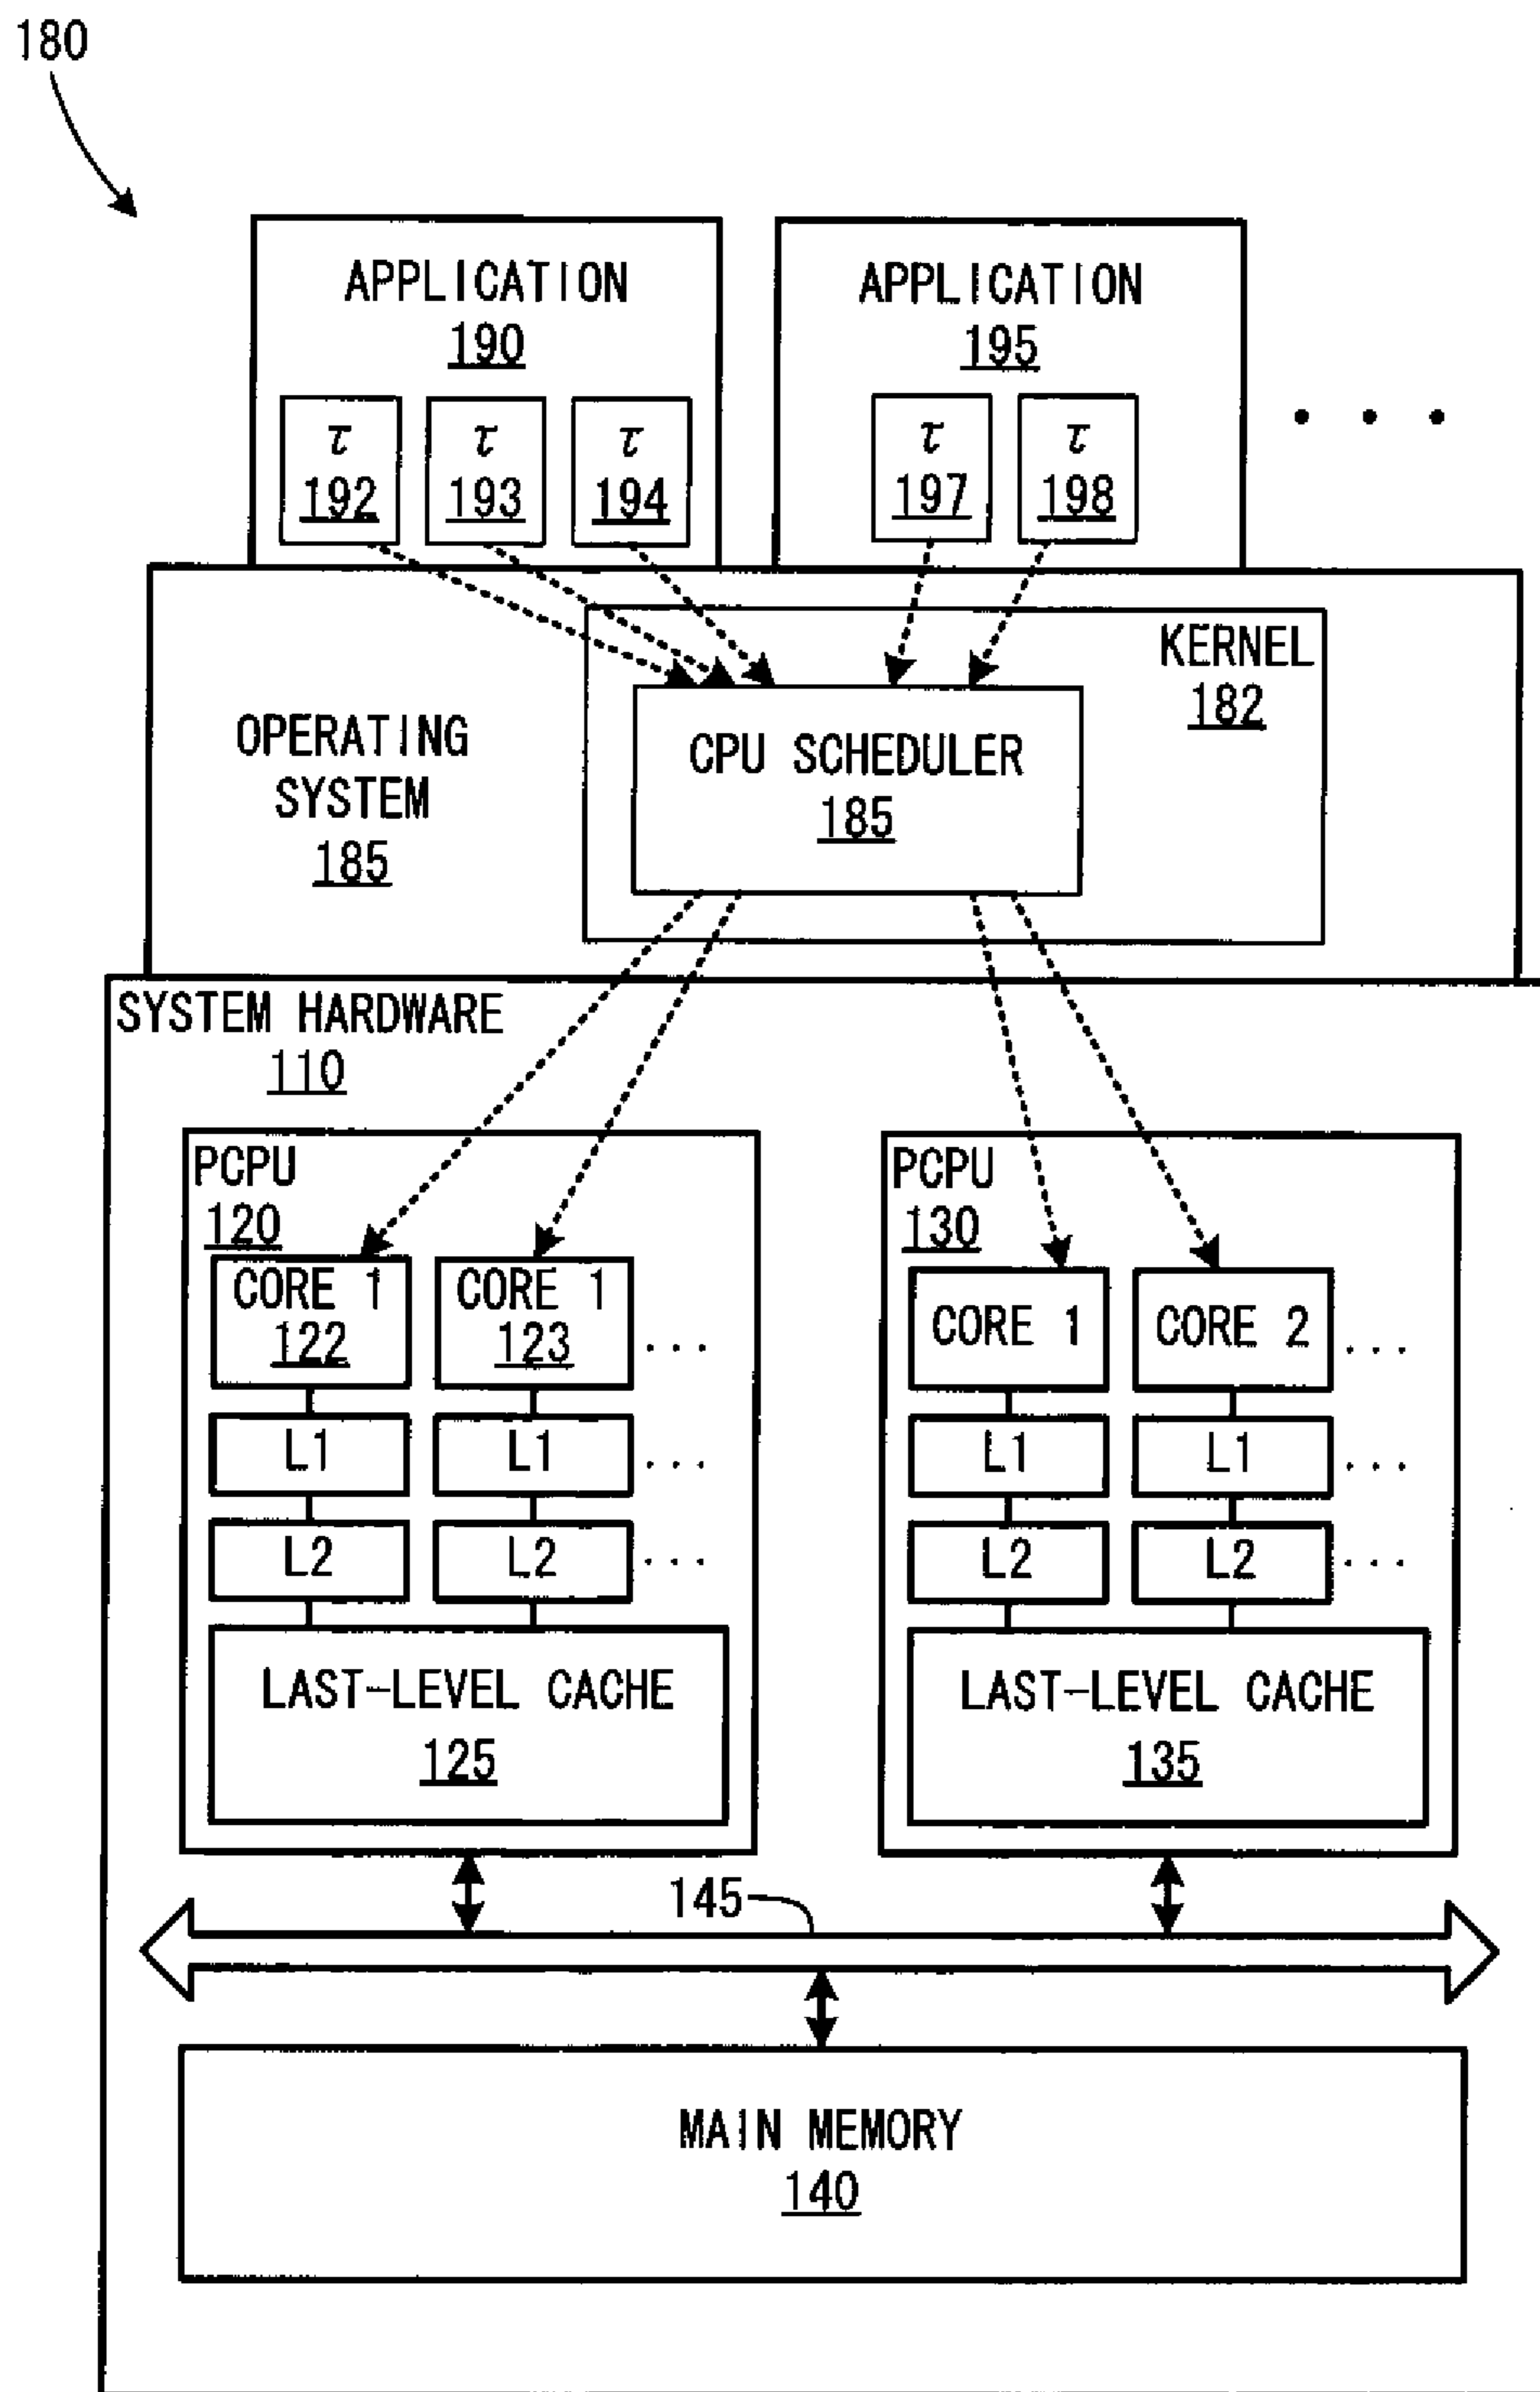 180
APPLICATION
190
APPLICATION
195
τ
192
τ
193
τ
194
τ
197
τ
198
. . .
KERNEL
182
OPERATING
SYSTEM
185
CPU SCHEDULER
185
SYSTEM HARDWARE
110
PCPU
120
CORE 1
122
CORE 1
123
...
L1
L1
...
L2
L2
...
LAST-LEVEL CACHE
125
PCPU
130
CORE 1
CORE 2
...
L1
L1
...
L2
L2
...
LAST-LEVEL CACHE
135
145
MAIN MEMORY
140